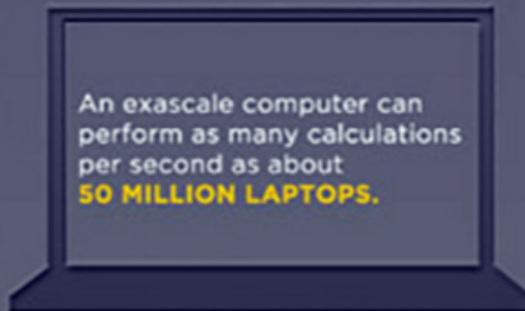 An exascale computer can
perform as many calculations
per second as about
50 MILLION LAPTOPS.